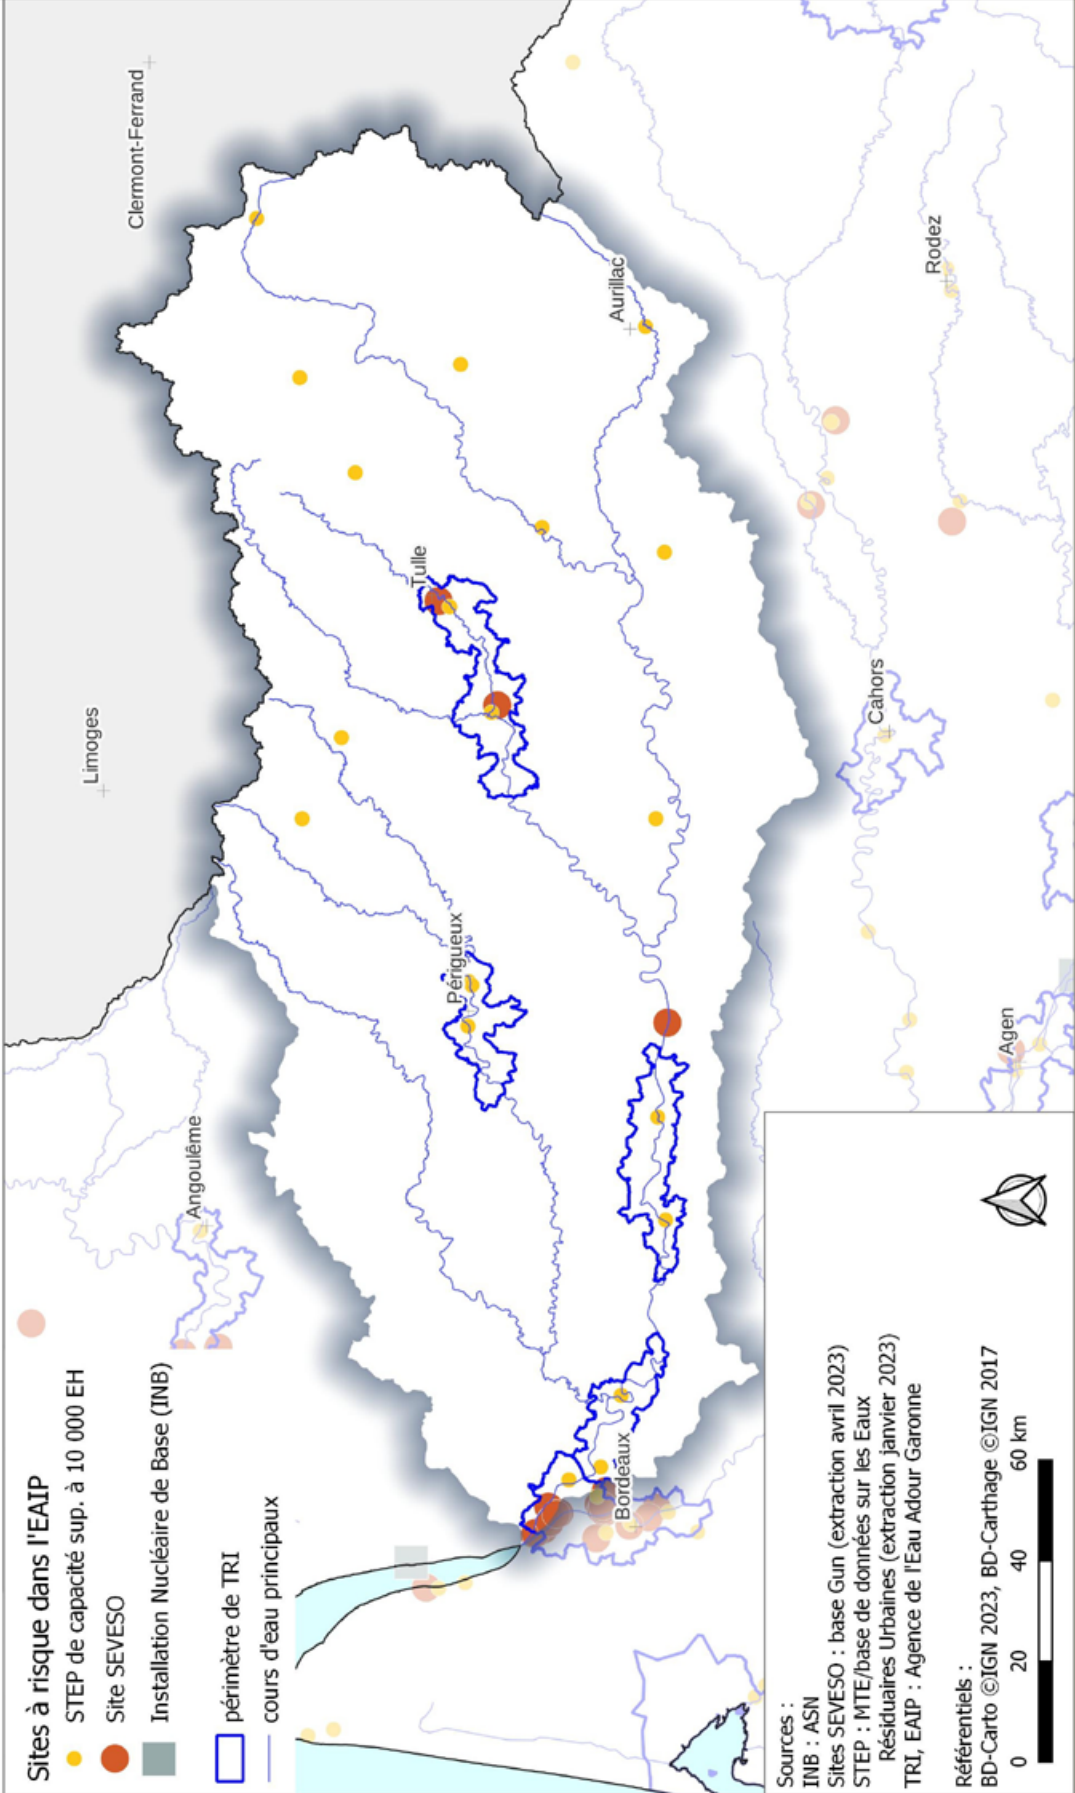 Sites à risque dans l'EAIP
STEP de capacité sup. à 10 000 EH
Site SEVESO
Installation Nucléaire de Base (INB)
périmètre de TRI
cours d'eau principaux
Clermont-Ferrand
Limoges
Angoulême
Tulle
Périgueux
Aurillac
Bordeaux
Rodez
Cahors
Agen
Sources :
INB : ASN
Sites SEVESO : base Gun (extraction avril 2023)
STEP : MTE/base de données sur les Eaux
Résiduaires Urbaines (extraction janvier 2023)
TRI, EAIP : Agence de l'Eau Adour Garonne
Référentiels :
BD-Carto ©IGN 2023, BD-Carthage ©IGN 2017
0 20 40 60 km